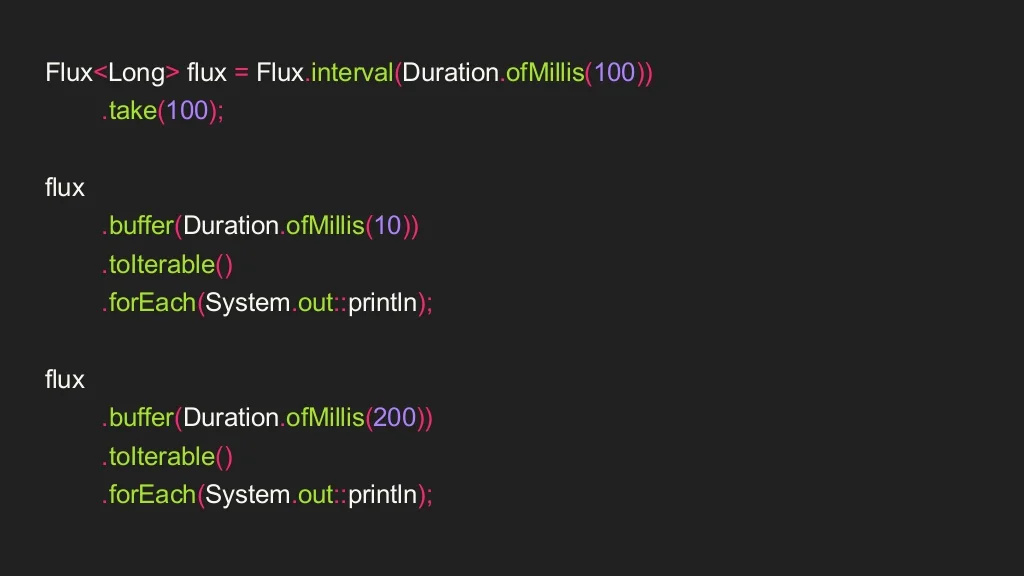 Flux<Long> flux = Flux.interval(Duration.ofMillis(100))
.take(100);
flux
.buffer(Duration.ofMillis(10))
.toIterable()
.forEach(System.out::println);
flux
.buffer(Duration.ofMillis(200))
.toIterable()
.forEach(System.out::println);